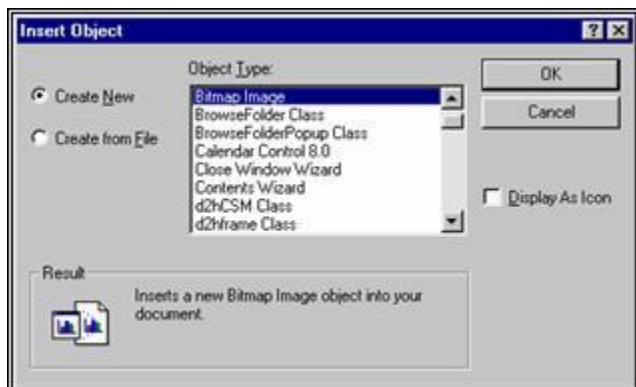 Insert Object
Object Type:
Create New
Create from File
Bitmap Image
BrowseFolder Class
BrowseFolderPopup Class
Calendar Control 8.0
Close Window Wizard
Contents Wizard
d2hCSM Class
d2hframe Class
OK
Cancel
Display As Icon
Result
Inserts a new Bitmap Image object into your
document.